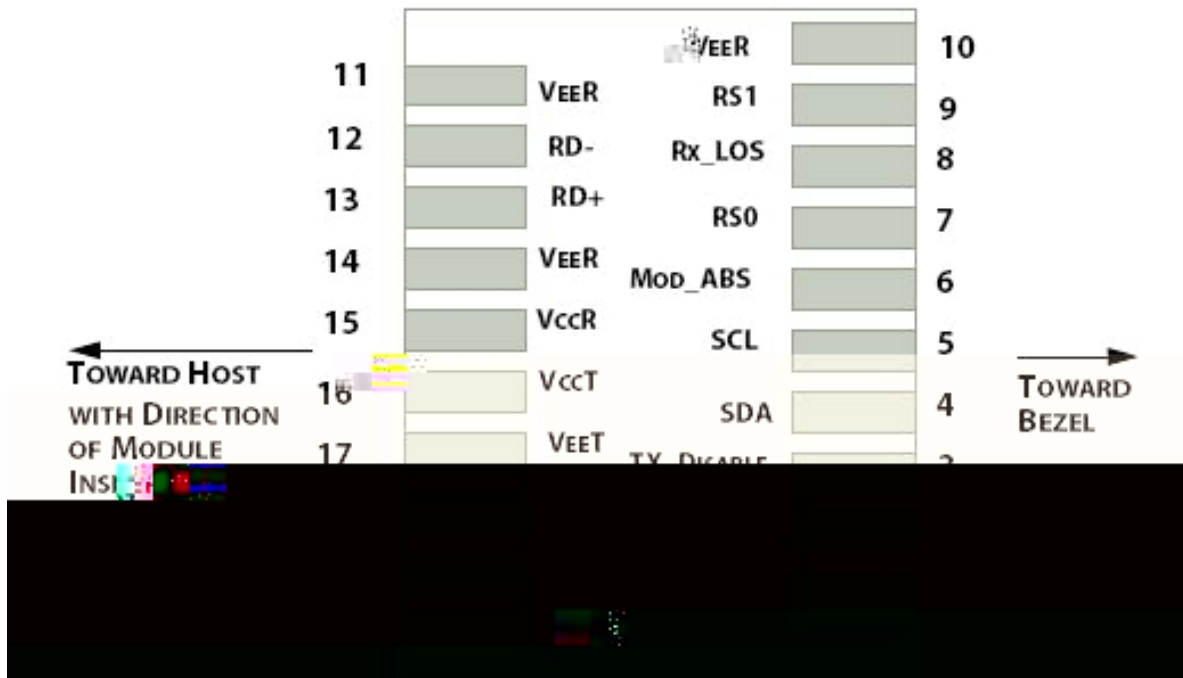 VEER 10
11 VEER
RS1 9
12 RD-
Rx_LOS 8
13 RD+
RS0 7
14 VEER
MOD_ABS 6
15 VCCR
SCL 5
TOWARD HOST
WITH DIRECTION
OF MODULE
16 VCCT
SDA 4
TOWARD
BEZEL
17 VEET
TX_DISABLE